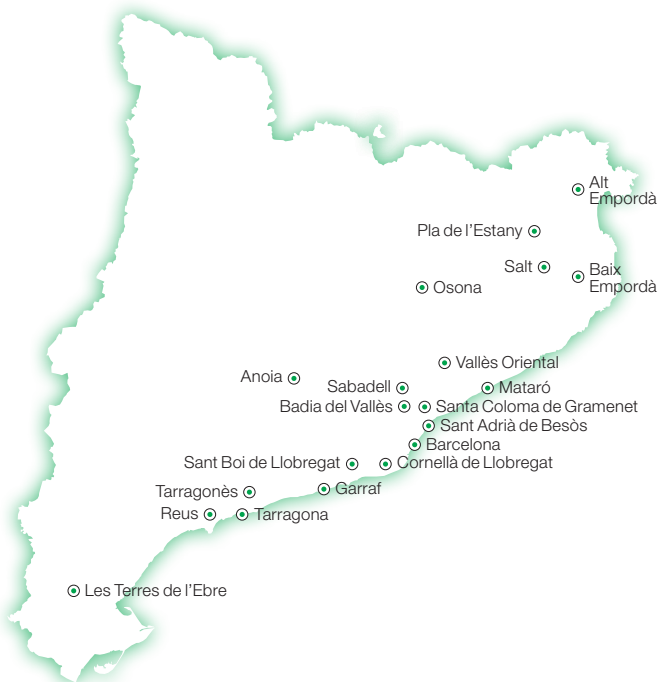 Alt
Empordà
Pla de l'Estany
Salt
Baix
Empordà
Osona
Vallès Oriental
Anoia
Sabadell
Mataró
Badia del Vallès
Santa Coloma de Gramenet
Sant Adrià de Besòs
Barcelona
Sant Boi de Llobregat
Cornellà de Llobregat
Garraf
Tarragonès
Reus
Tarragona
Les Terres de l'Ebre